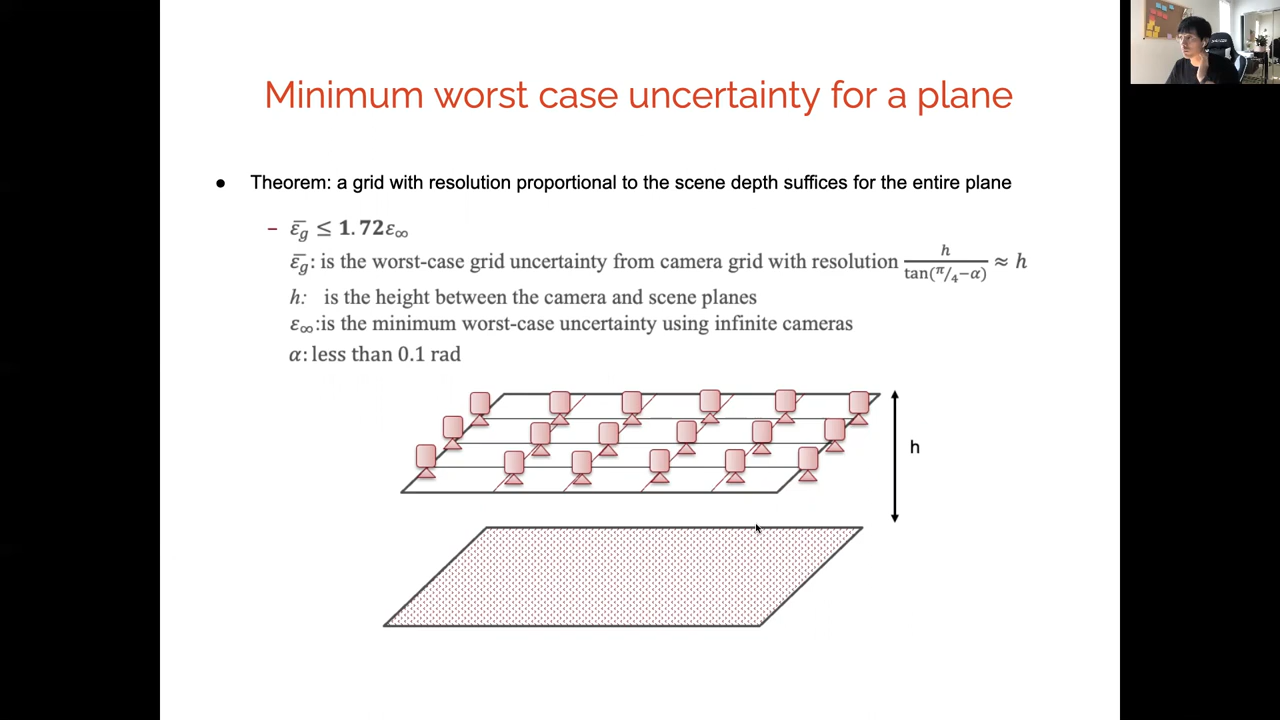 Minimum worst case uncertainty for a plane
● Theorem: a grid with resolution proportional to the scene depth suffices for the entire plane
– ε̅_g ≤ 1.72ε_∞
ε̅_g: is the worst-case grid uncertainty from camera grid with resolution h/tan(π/4−α) ≈ h
h: is the height between the camera and scene planes
ε_∞:is the minimum worst-case uncertainty using infinite cameras
α: less than 0.1 rad
h